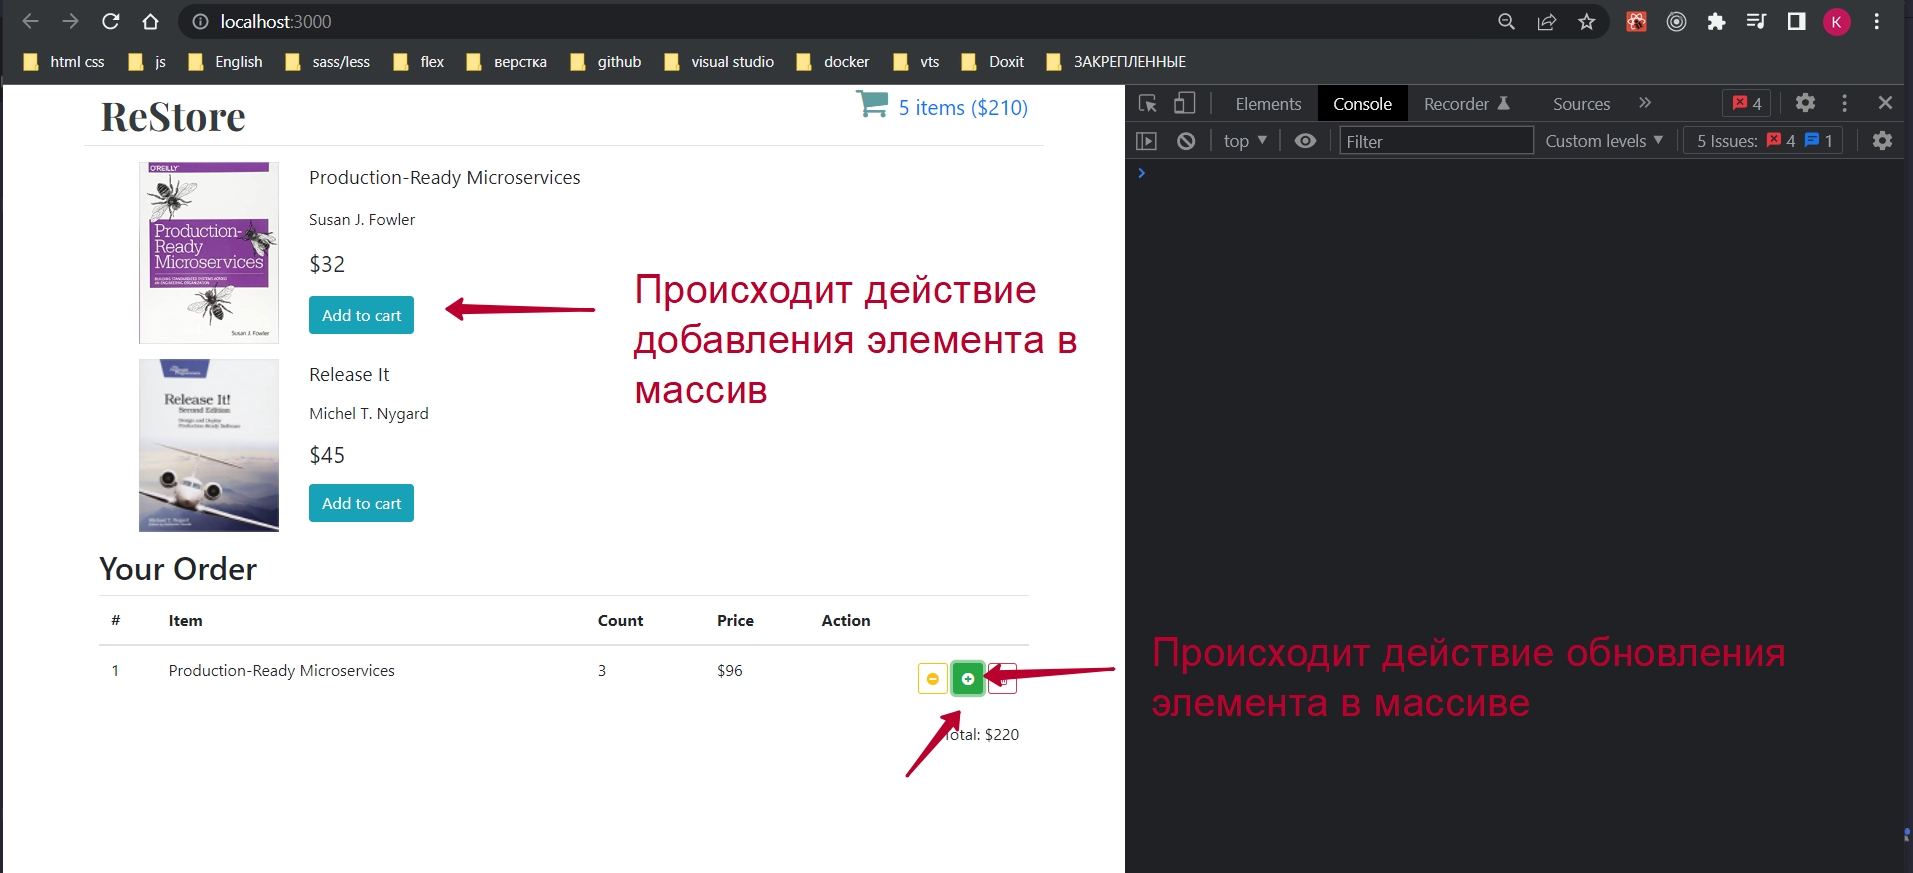 localhost:3000
K
html css
js
English
sass/less
flex
верстка
github
visual studio
docker
vts
Doxit
ЗАКРЕПЛЕННЫЕ
ReStore
5 items ($210)
O'REILLY
Production-
Ready
Microservices
Susan J. Fowler
Production-Ready Microservices
Susan J. Fowler
$32
Add to cart
Происходит действие
добавления элемента в
массив
Release It!
Second Edition
Release It
Michel T. Nygard
$45
Add to cart
Your Order
# Item Count Price Action
1 Production-Ready Microservices 3 $96
Total: $220
Elements
Console
Recorder
Sources
4
top
Filter
Custom levels
5 Issues: 4 1
Происходит действие обновления
элемента в массиве